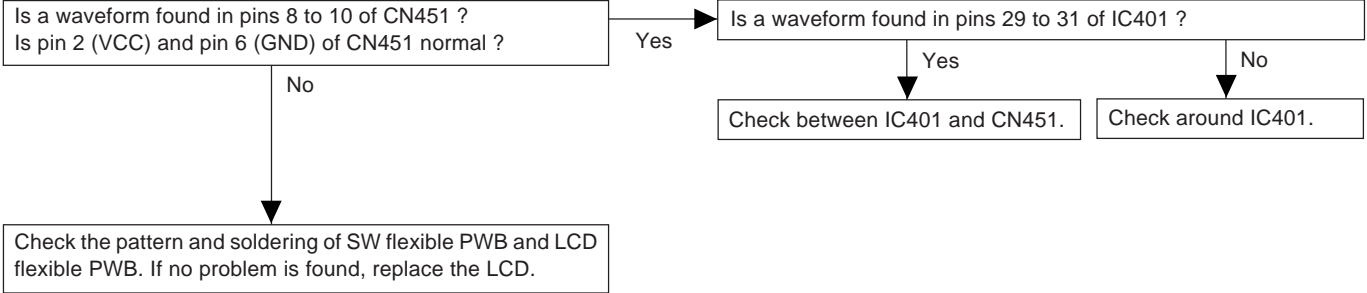 Is a waveform found in pins 8 to 10 of CN451 ?
Is pin 2 (VCC) and pin 6 (GND) of CN451 normal ?
Yes
Is a waveform found in pins 29 to 31 of IC401 ?
No
Yes
No
Check between IC401 and CN451.
Check around IC401.
Check the pattern and soldering of SW flexible PWB and LCD
flexible PWB. If no problem is found, replace the LCD.